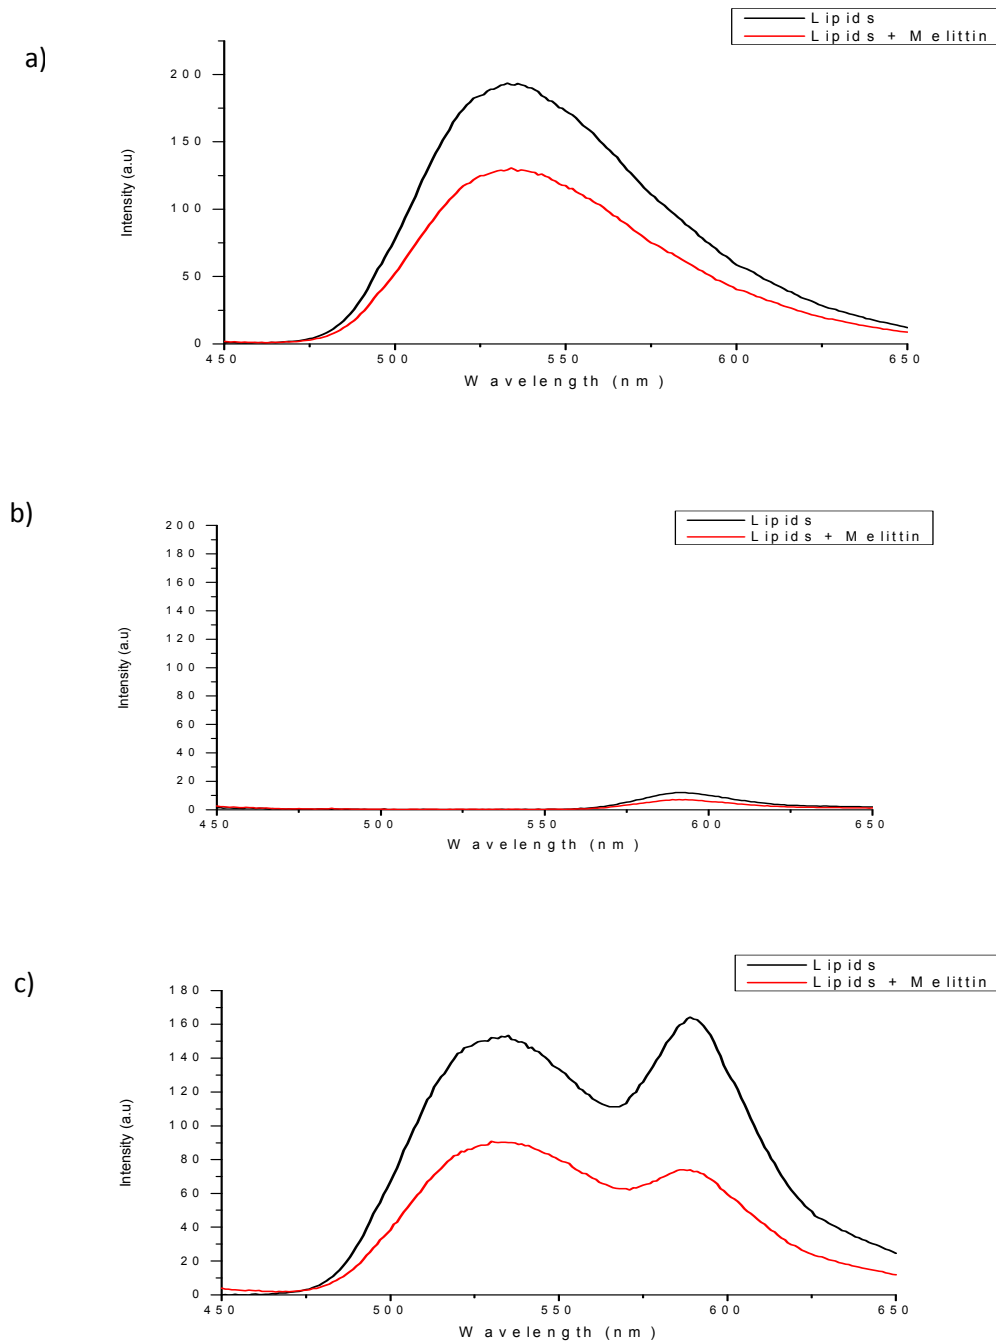 a)
Lipids
Lipids + Melittin
200
150
100
50
0
Intensity (a.u)
450 500 550 600 650
Wavelength (nm)
b)
Lipids
Lipids + Melittin
200
180
160
140
120
100
80
60
40
20
0
Intensity (a.u)
450 500 550 600 650
Wavelength (nm)
c)
Lipids
Lipids + Melittin
180
160
140
120
100
80
60
40
20
0
Intensity (a.u)
450 500 550 600 650
Wavelength (nm)